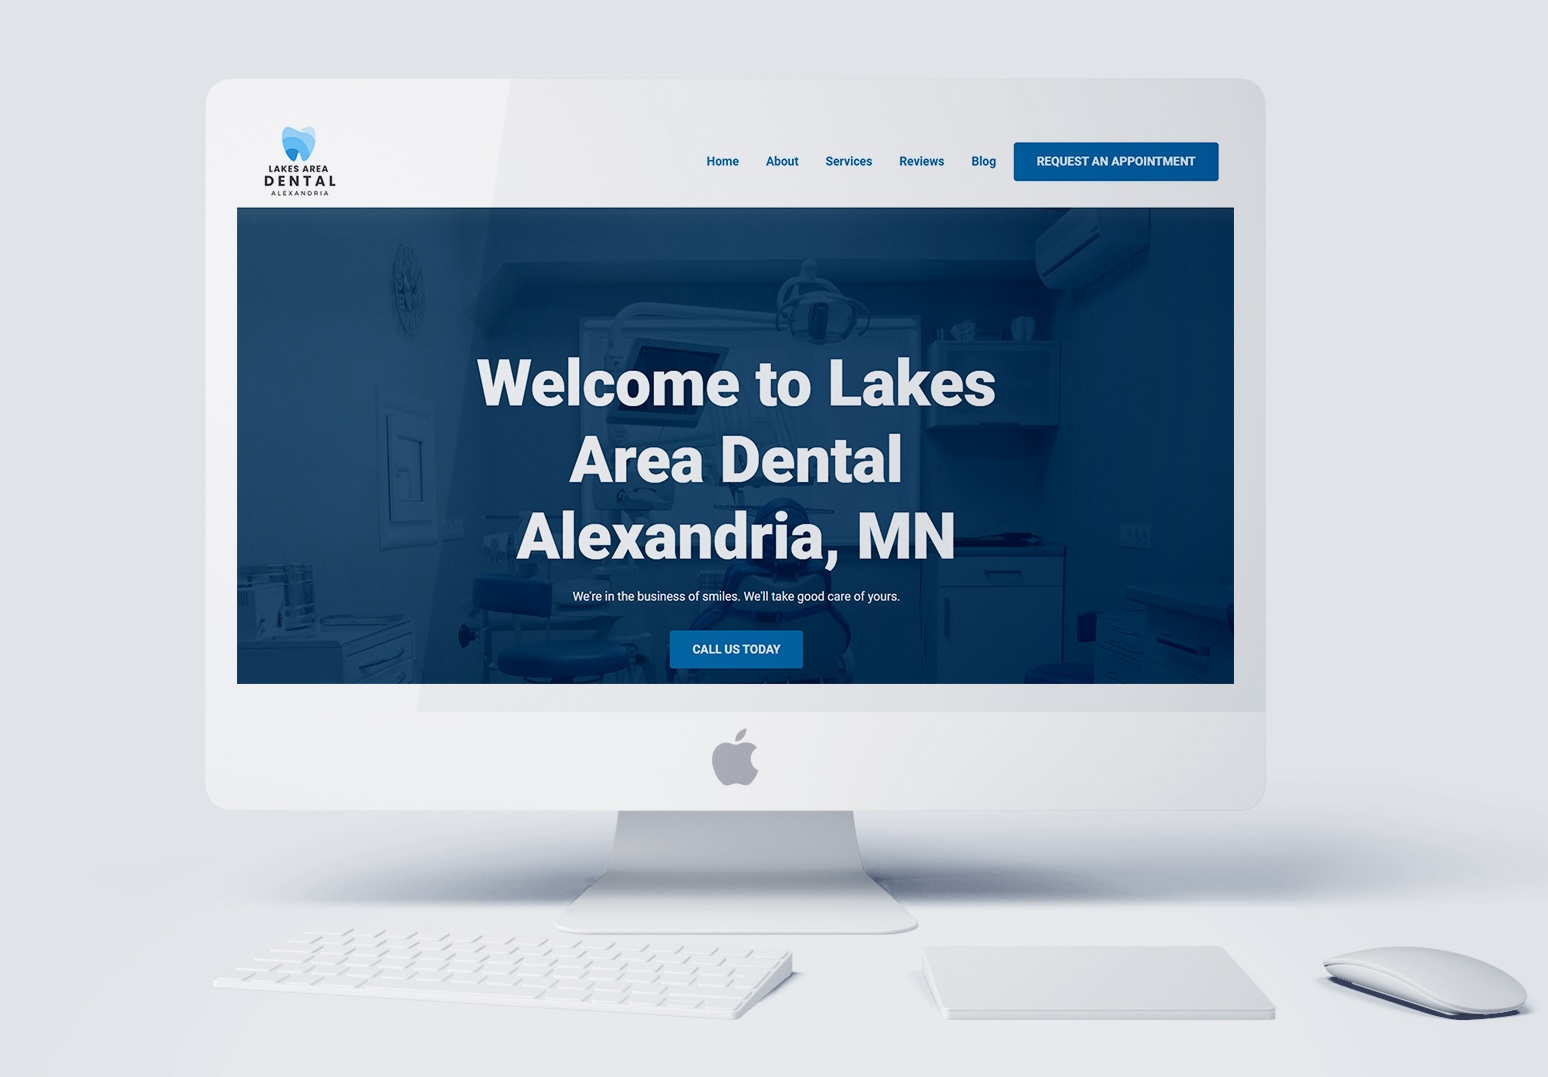 LAKES AREA
DENTAL
ALEXANDRIA
Home About Services Reviews Blog REQUEST AN APPOINTMENT
Welcome to Lakes
Area Dental
Alexandria, MN
We're in the business of smiles. We'll take good care of yours.
CALL US TODAY